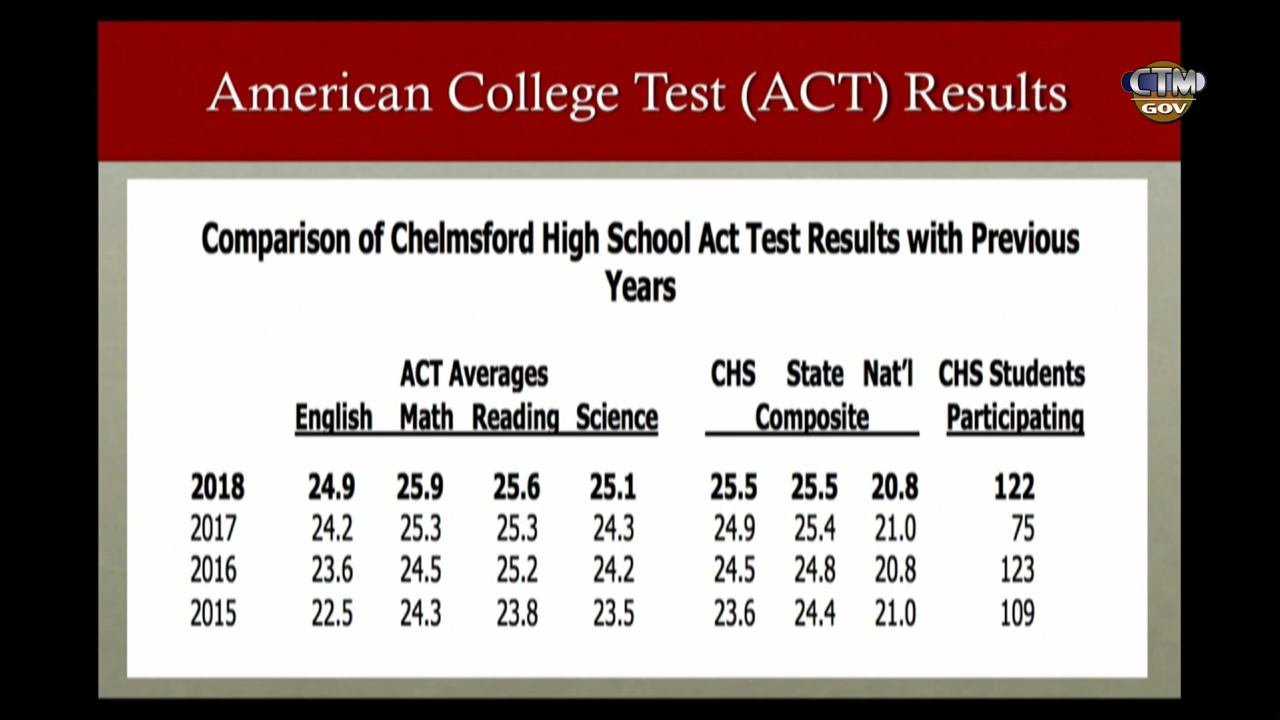 American College Test (ACT) Results
CTM
GOV
Comparison of Chelmsford High School Act Test Results with Previous
Years
ACT Averages CHS State Nat'l CHS Students
English Math Reading Science Composite Participating
2018 24.9 25.9 25.6 25.1 25.5 25.5 20.8 122
2017 24.2 25.3 25.3 24.3 24.9 25.4 21.0 75
2016 23.6 24.5 25.2 24.2 24.5 24.8 20.8 123
2015 22.5 24.3 23.8 23.5 23.6 24.4 21.0 109